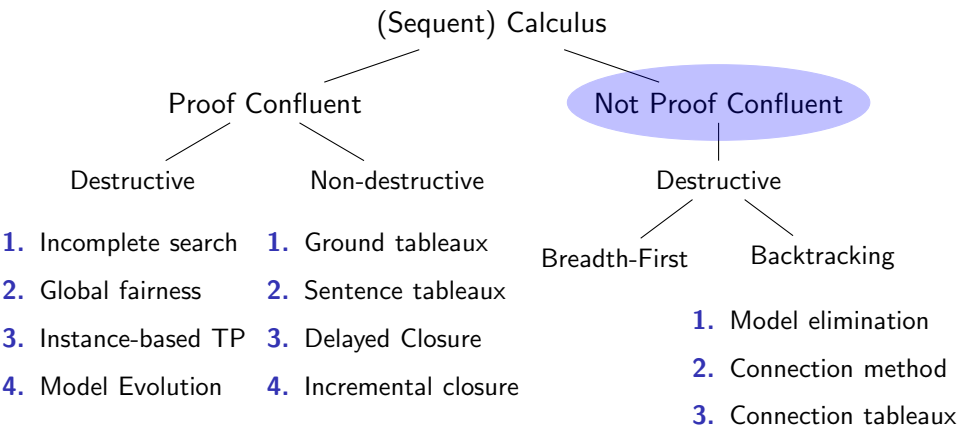 (Sequent) Calculus
Proof Confluent
Not Proof Confluent
Destructive
Non-destructive
Destructive
1. Incomplete search
2. Global fairness
3. Instance-based TP
4. Model Evolution
1. Ground tableaux
2. Sentence tableaux
3. Delayed Closure
4. Incremental closure
Breadth-First
Backtracking
1. Model elimination
2. Connection method
3. Connection tableaux